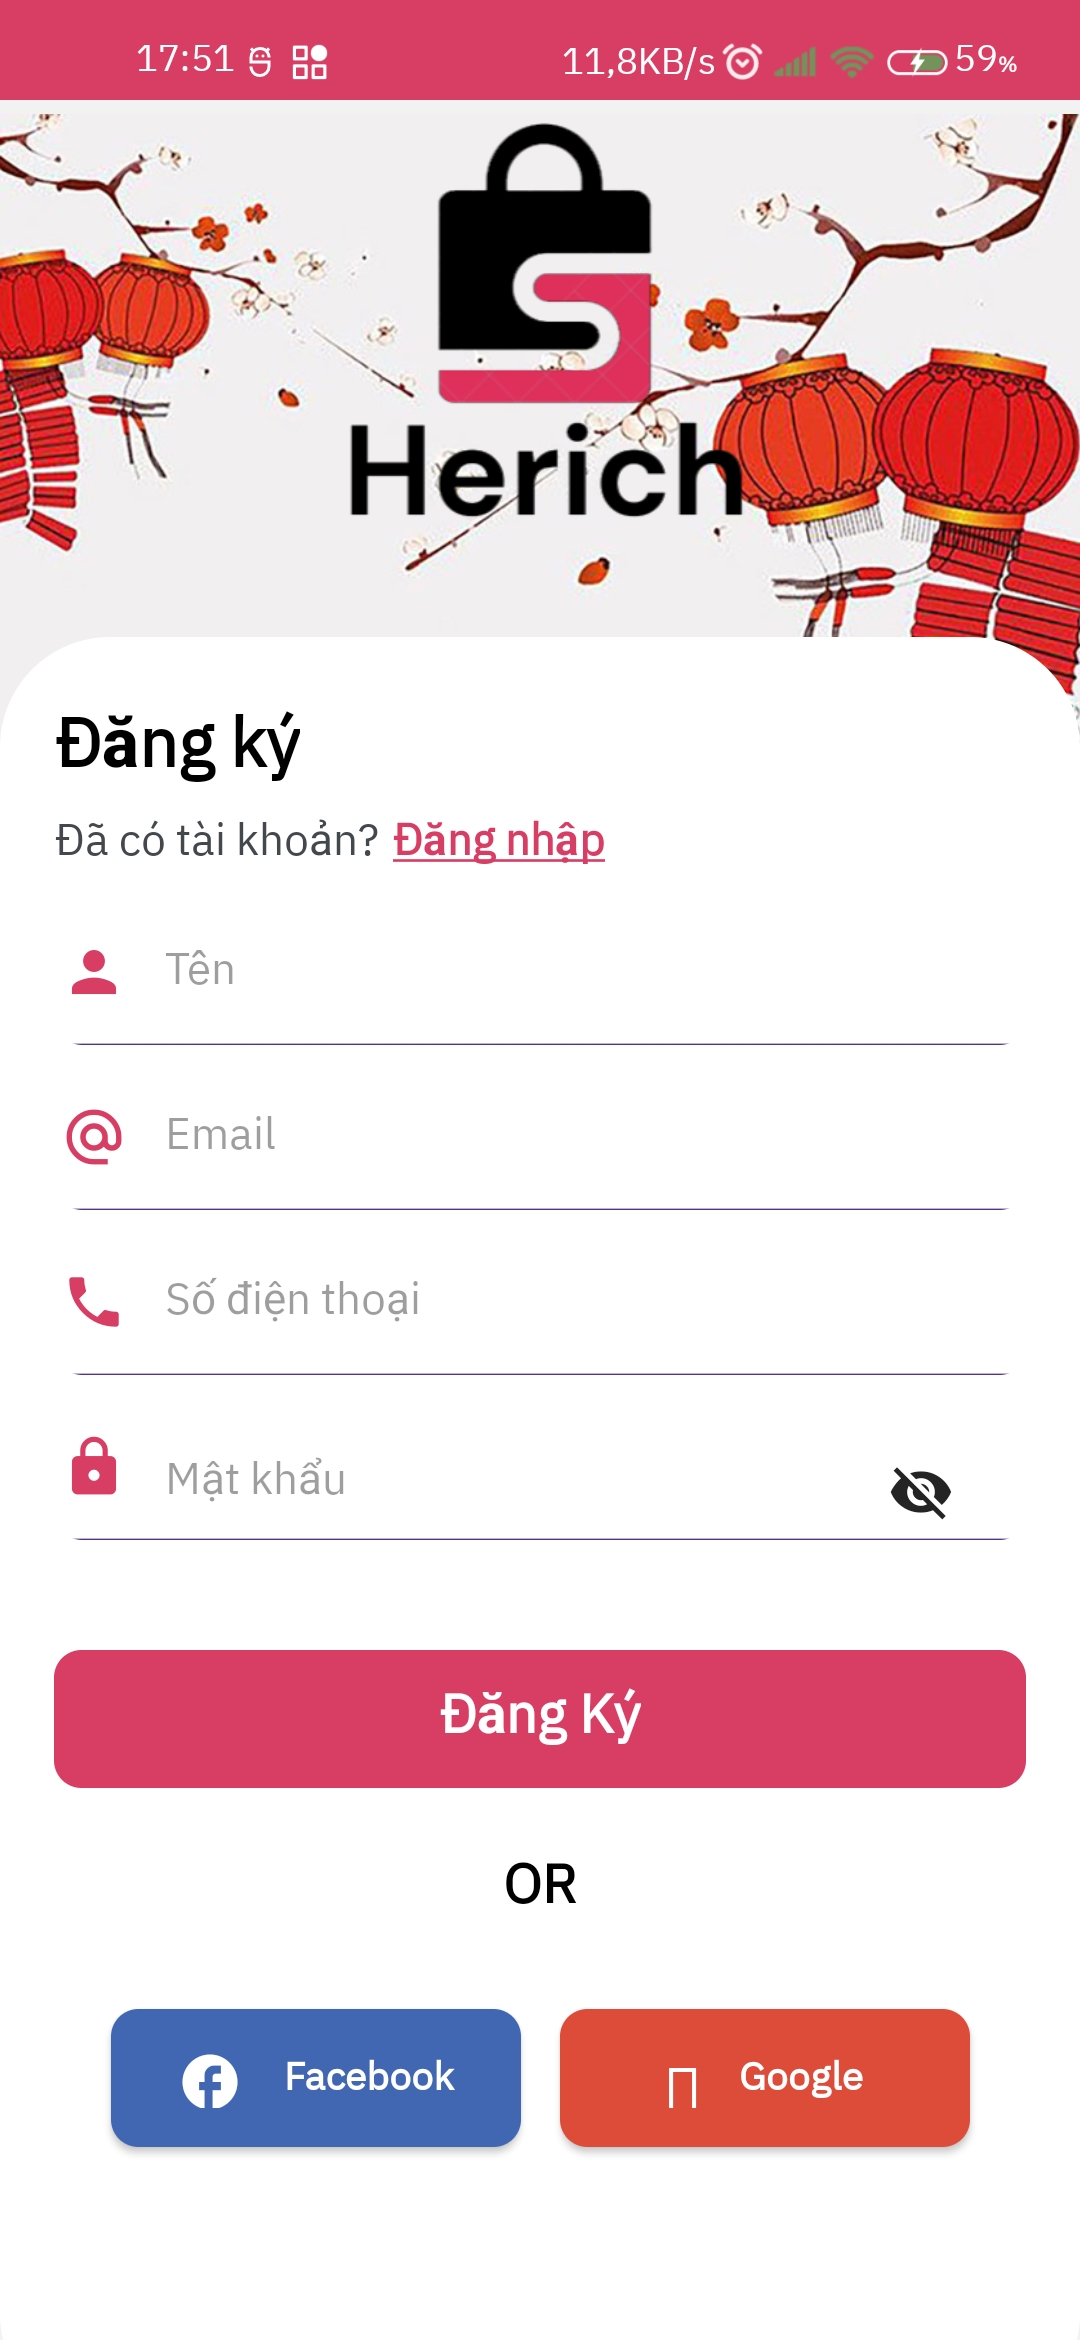 17:51 11,8KB/s 59%
Herich
Đăng ký
Đã có tài khoản? Đăng nhập
Tên
Email
Số điện thoại
Mật khẩu
Đăng Ký
OR
Facebook Google